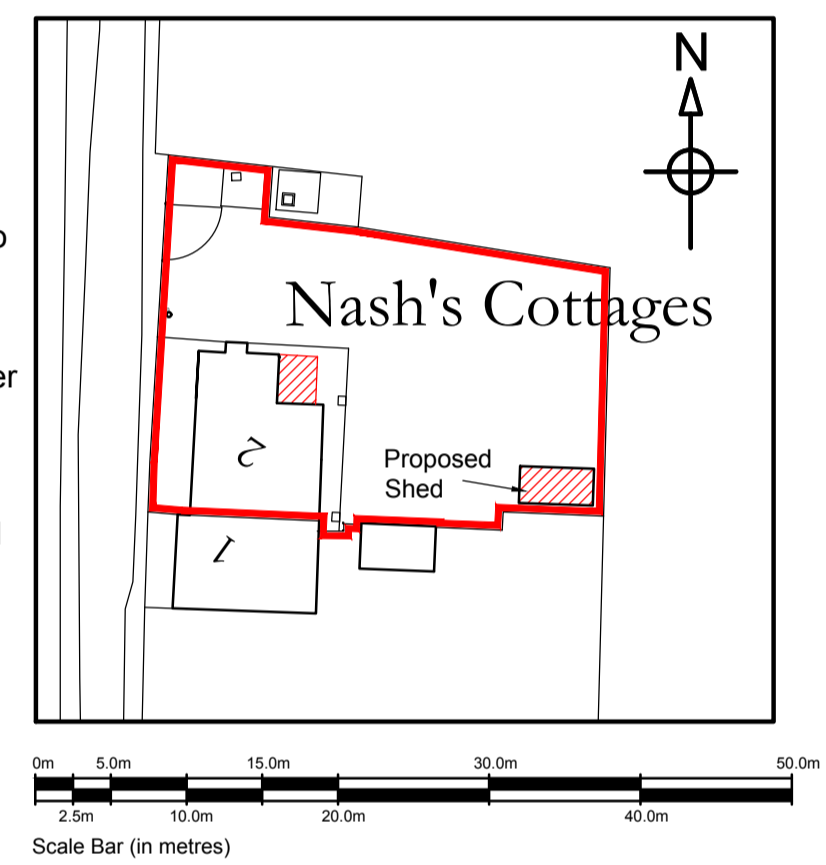 N
Nash's Cottages
2
Proposed
Shed
1
0m 5.0m 15.0m 30.0m 50.0m
2.5m 10.0m 20.0m 40.0m
Scale Bar (in metres)